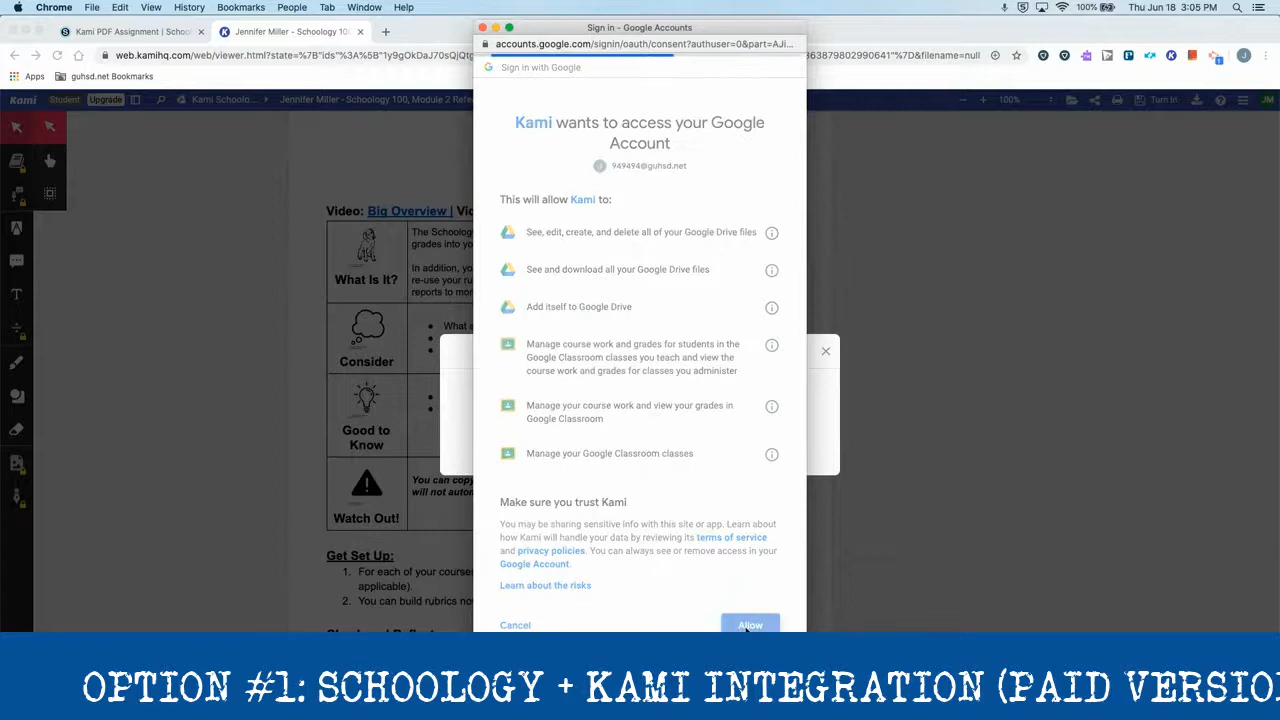 Chrome File Edit View History Bookmarks People Tab Window Help
100% Thu Jun 18 3:05 PM
Sign in - Google Accounts
Kami PDF Assignment | School
Jennifer Miller - Schoology 10
accounts.google.com/signin/oauth/consent?authuser=0&part=AJi...
web.kamihq.com/web/viewer.html?state=%7B"ids"%
filename=null
Sign in with Google
Apps guhsd.net Bookmarks
Kami Student Upgrade Kami Schoolo... Jennifer Miller - Schoology 100, Module 2
100% Turn in JM
Kami wants to access your Google
Account
949494@guhsd.net
This will allow Kami to:
See, edit, create, and delete all of your Google Drive files
See and download all your Google Drive files
Add itself to Google Drive
Manage course work and grades for students in the
Google Classroom classes you teach and view the
course work and grades for classes you administer
Manage your course work and view your grades in
Google Classroom
Manage your Google Classroom classes
Make sure you trust Kami
You may be sharing sensitive info with this site or app. Learn about
how Kami will handle your data by reviewing its terms of service
and privacy policies. You can always see or remove access in your
Google Account.
Learn about the risks
Cancel Allow
Video: Big Overview |
The Schoology
grades into yo
In addition, yo
re-use your ru
reports to mor
What Is It?
What a
Consider
Good to
Know
You can copy
will not autom
Watch Out!
Get Set Up:
1. For each of your course
applicable).
2. You can build rubrics no
OPTION #1: SCHOOLOGY + KAMI INTEGRATION (PAID VERSIO